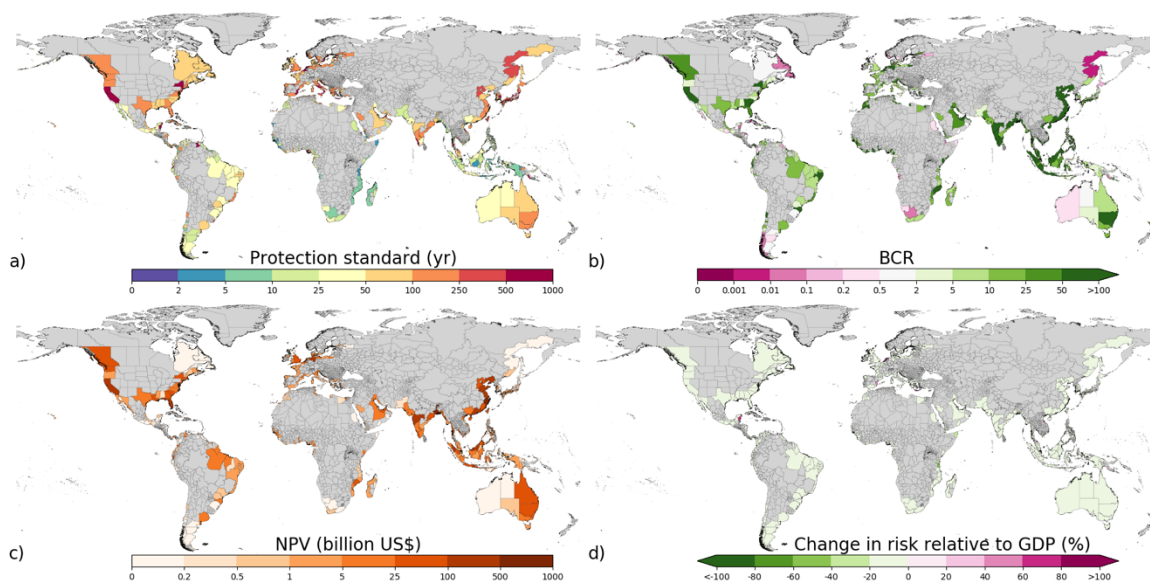 a)
Protection standard (yr)
0 2 5 10 25 50 100 200 500 1000
b)
BCR
0 0.001 0.01 0.1 0.2 0.5 2 5 10 25 50 >100
c)
NPV (billion US$)
0 0.2 0.5 1 5 25 50 100 500 1000
d)
Change in risk relative to GDP (%)
<-100 -80 -60 -40 -20 0 20 40 60 80 >100